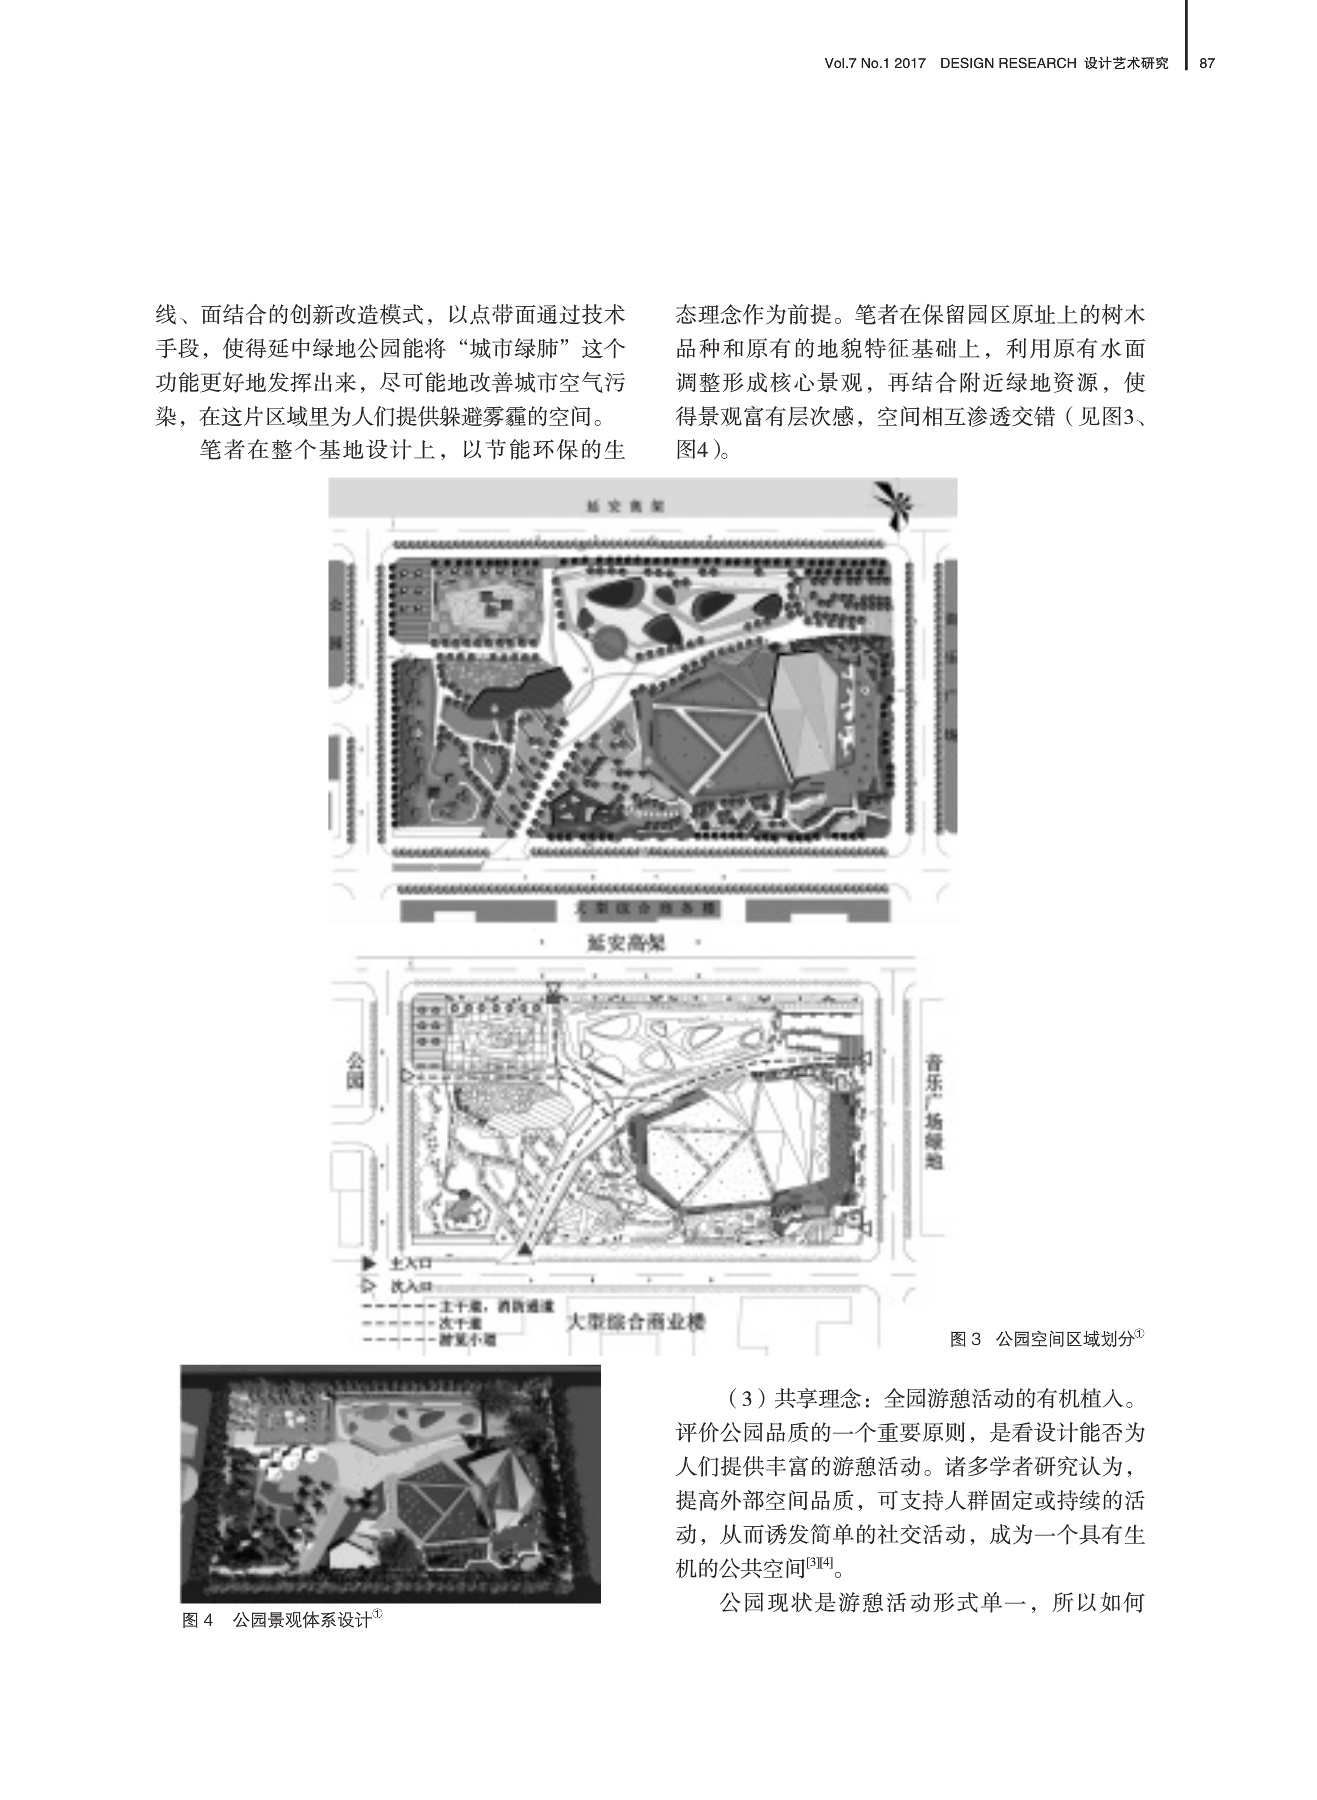 Vol.7 No.1 2017 DESIGN RESEARCH 设计艺术研究 87
线、面结合的创新改造模式，以点带面通过技术
手段，使得延中绿地公园能将“城市绿肺”这个
功能更好地发挥出来，尽可能地改善城市空气污
染，在这片区域里为人们提供躲避雾霾的空间。
笔者在整个基地设计上，以节能环保的生
态理念作为前提。笔者在保留园区原址上的树木
品种和原有的地貌特征基础上，利用原有水面
调整形成核心景观，再结合附近绿地资源，使
得景观富有层次感，空间相互渗透交错（见图3、
图4）。
延安高架
公园
大型综合商务楼
延安高架
公园
音乐广场绿地
主入口
次入口
主干道，消防通道
次干道
游览小道
大型综合商业楼
图 3 公园空间区域划分①
图 4 公园景观体系设计①
（3）共享理念：全园游憩活动的有机植入。
评价公园品质的一个重要原则，是看设计能否为
人们提供丰富的游憩活动。诸多学者研究认为，
提高外部空间品质，可支持人群固定或持续的活
动，从而诱发简单的社交活动，成为一个具有生
机的公共空间[3][4]。
公园现状是游憩活动形式单一，所以如何